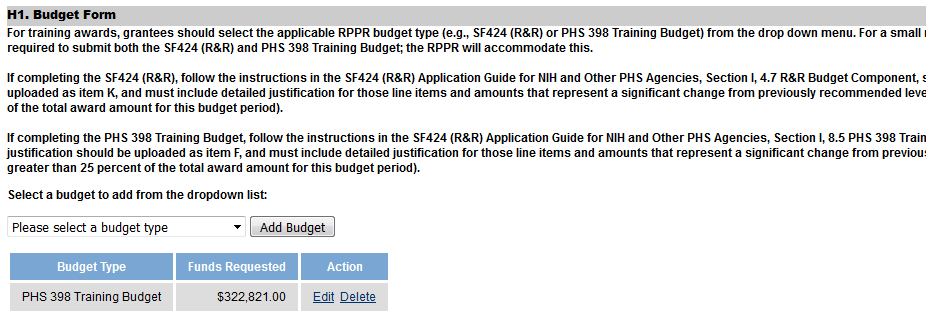 H1. Budget Form
For training awards, grantees should select the applicable RPPR budget type (e.g., SF424 (R&R) or PHS 398 Training Budget) from the drop down menu. For a small
required to submit both the SF424 (R&R) and PHS 398 Training Budget; the RPPR will accommodate this.
If completing the SF424 (R&R), follow the instructions in the SF424 (R&R) Application Guide for NIH and Other PHS Agencies, Section I, 4.7 R&R Budget Component,
uploaded as item K, and must include detailed justification for those line items and amounts that represent a significant change from previously recommended
of the total award amount for this budget period).
If completing the PHS 398 Training Budget, follow the instructions in the SF424 (R&R) Application Guide for NIH and Other PHS Agencies, Section I, 8.5 PHS 398
justification should be uploaded as item F, and must include detailed justification for those line items and amounts that represent a significant change from
greater than 25 percent of the total award amount for this budget period).
Select a budget to add from the dropdown list:
Please select a budget type Add Budget
Budget Type Funds Requested Action
PHS 398 Training Budget $322,821.00 Edit Delete